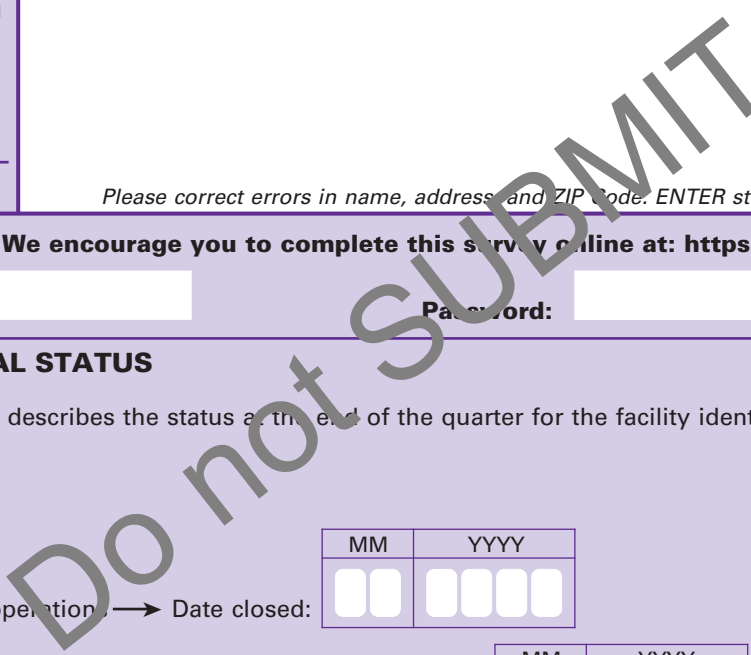 Please correct errors in name, address, and ZIP Code. ENTER st
We encourage you to complete this survey online at: https
Password:
AL STATUS
describes the status at the end of the quarter for the facility ident
MM YYYY
operations → Date closed:
MM YYYY
Do not SUBMIT